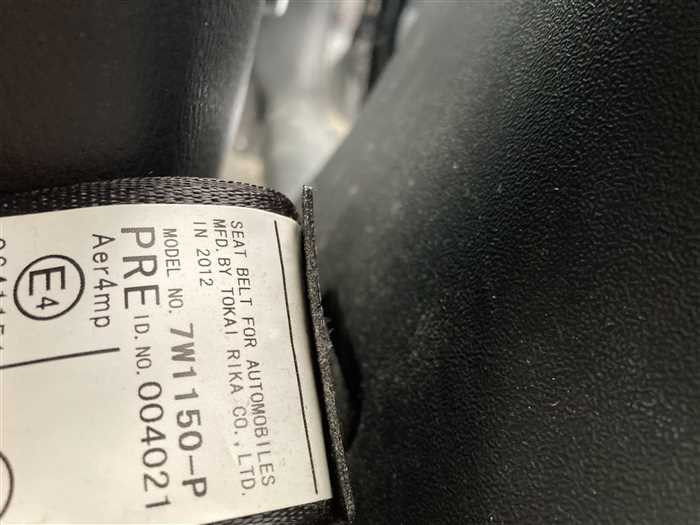 SEAT BELT FOR AUTOMOBILES
MFD. BY TOKAI RIKA CO., LTD.
IN 2012
MODEL NO. 7W1150-P
PRE ID. NO. 004021
Aer4mp
E4